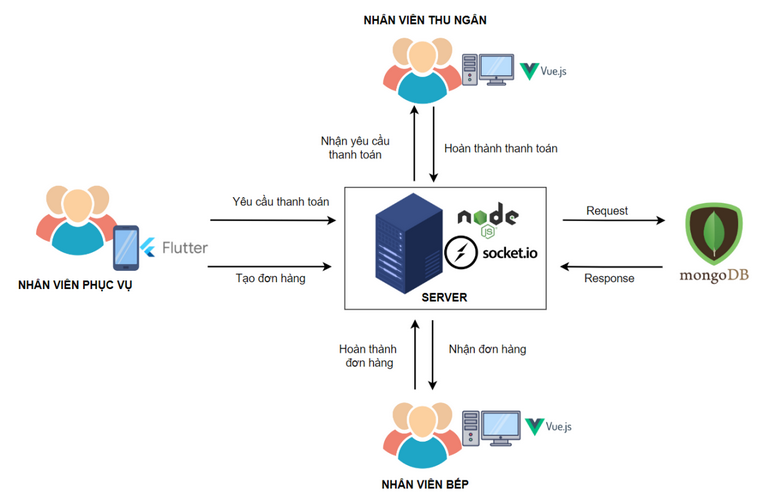 NHÂN VIÊN THU NGÂN
Vue.js
Nhận yêu cầu
thanh toán
Hoàn thành thanh toán
Yêu cầu thanh toán
Flutter
Tạo đơn hàng
NHÂN VIÊN PHỤC VỤ
node
JS
socket.io
SERVER
Request
Response
mongoDB
Hoàn thành
đơn hàng
Nhận đơn hàng
Vue.js
NHÂN VIÊN BẾP